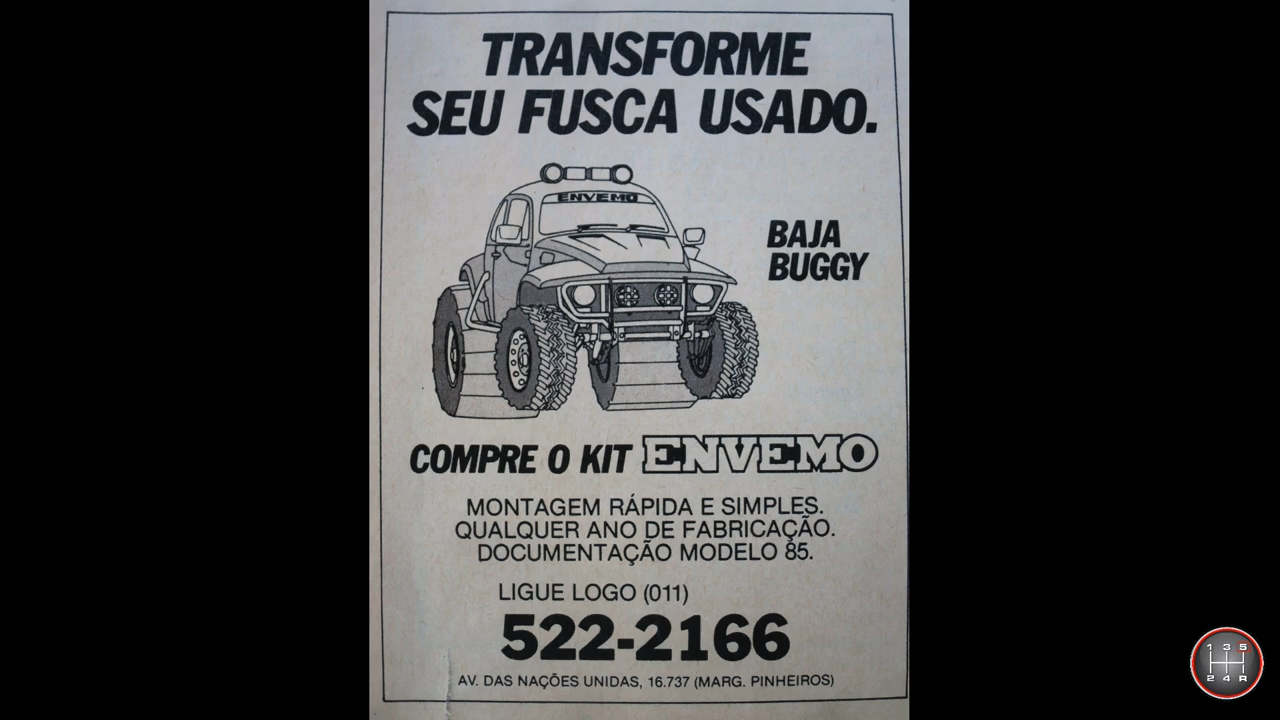 TRANSFORME
SEU FUSCA USADO.
ENVEMO
BAJA
BUGGY
COMPRE O KIT ENVEMO
MONTAGEM RÁPIDA E SIMPLES.
QUALQUER ANO DE FABRICAÇÃO.
DOCUMENTAÇÃO MODELO 85.
LIGUE LOGO (011)
522-2166
AV. DAS NAÇÕES UNIDAS, 16.737 (MARG. PINHEIROS)
1 3 5
2 4 R